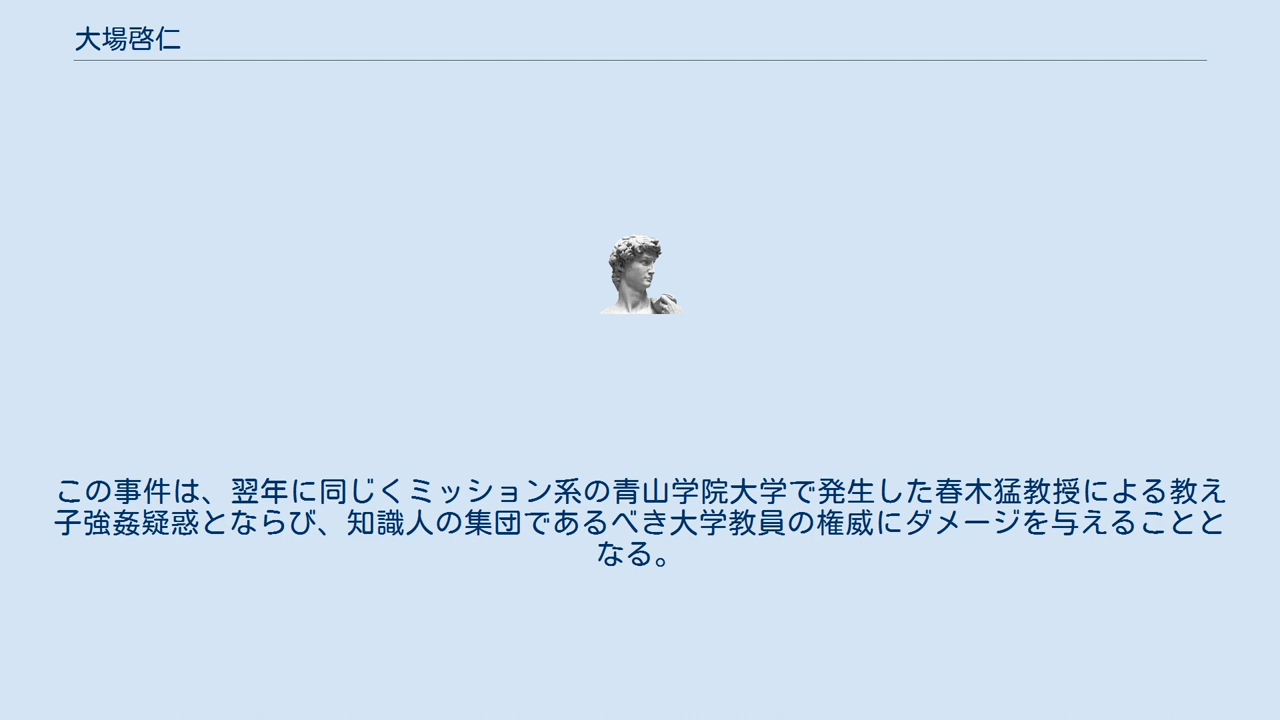 大場啓仁
この事件は、翌年に同じくミッション系の青山学院大学で発生した春木猛教授による教え
子強姦疑惑とならび、知識人の集団であるべき大学教員の権威にダメージを与えることと
なる。